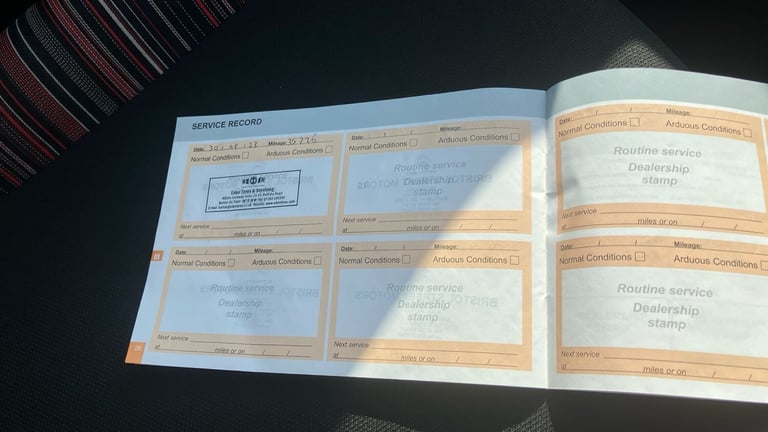 SERVICE RECORD
Date: 30 / 08 / 23 Mileage: 35726
Normal Conditions Arduous Conditions
Eden Tyres & Servicing
Next service
at miles or on / /
Date: / / Mileage:
Normal Conditions Arduous Conditions
Routine service
Dealership
stamp
Next service
at miles or on / /
Date: / / Mileage:
Normal Conditions Arduous Conditions
Routine service
Dealership
stamp
Next service
at miles or on / /
Date: / / Mileage:
Normal Conditions Arduous Conditions
Routine service
Dealership
stamp
Next service
at miles or on / /
Date: / / Mileage:
Normal Conditions Arduous Conditions
Routine service
Dealership
stamp
Next service
at miles or on / /
Date: / / Mileage:
Normal Conditions Arduous Conditions
Routine service
Dealership
stamp
Next service
at miles or on / /